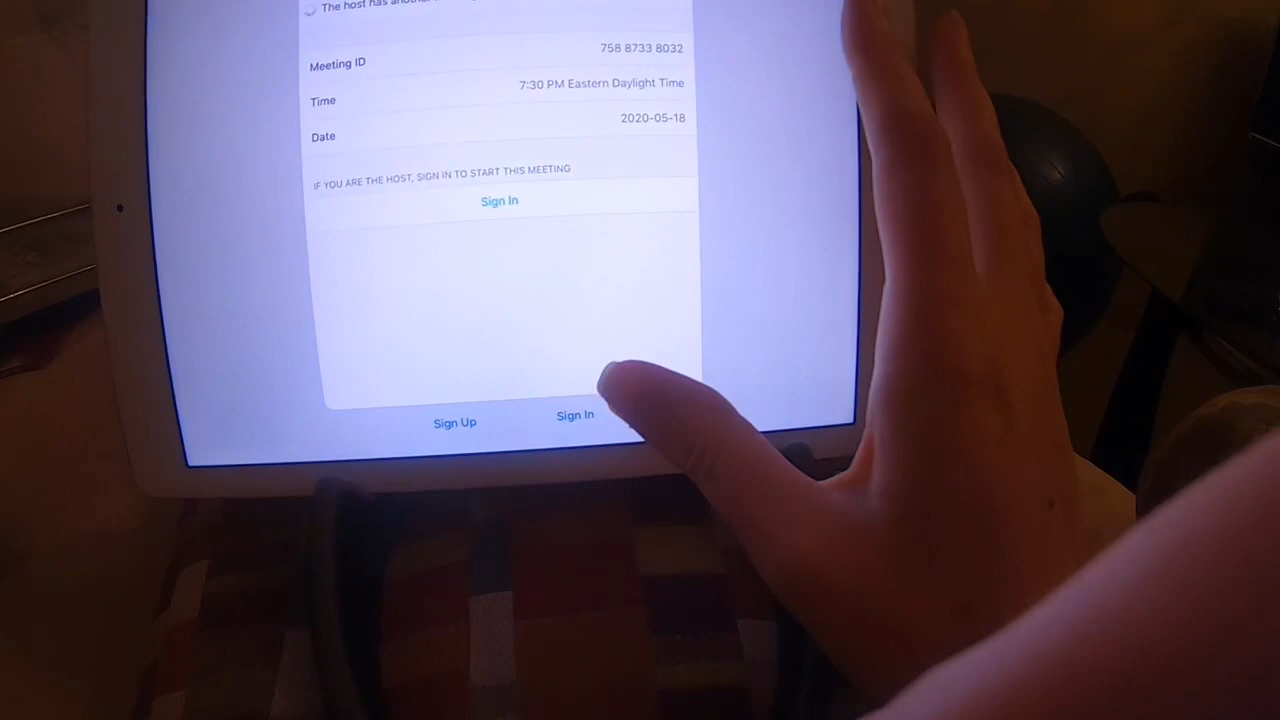 The host has
Meeting ID 758 8733 8032
Time 7:30 PM Eastern Daylight Time
Date 2020-05-18
IF YOU ARE THE HOST, SIGN IN TO START THIS MEETING
Sign In
Sign Up Sign In